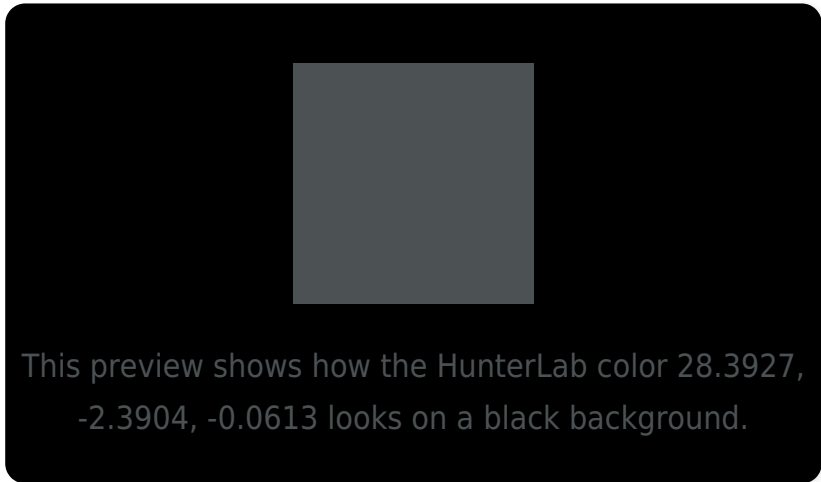 This preview shows how the HunterLab color 28.3927,
-2.3904, -0.0613 looks on a black background.